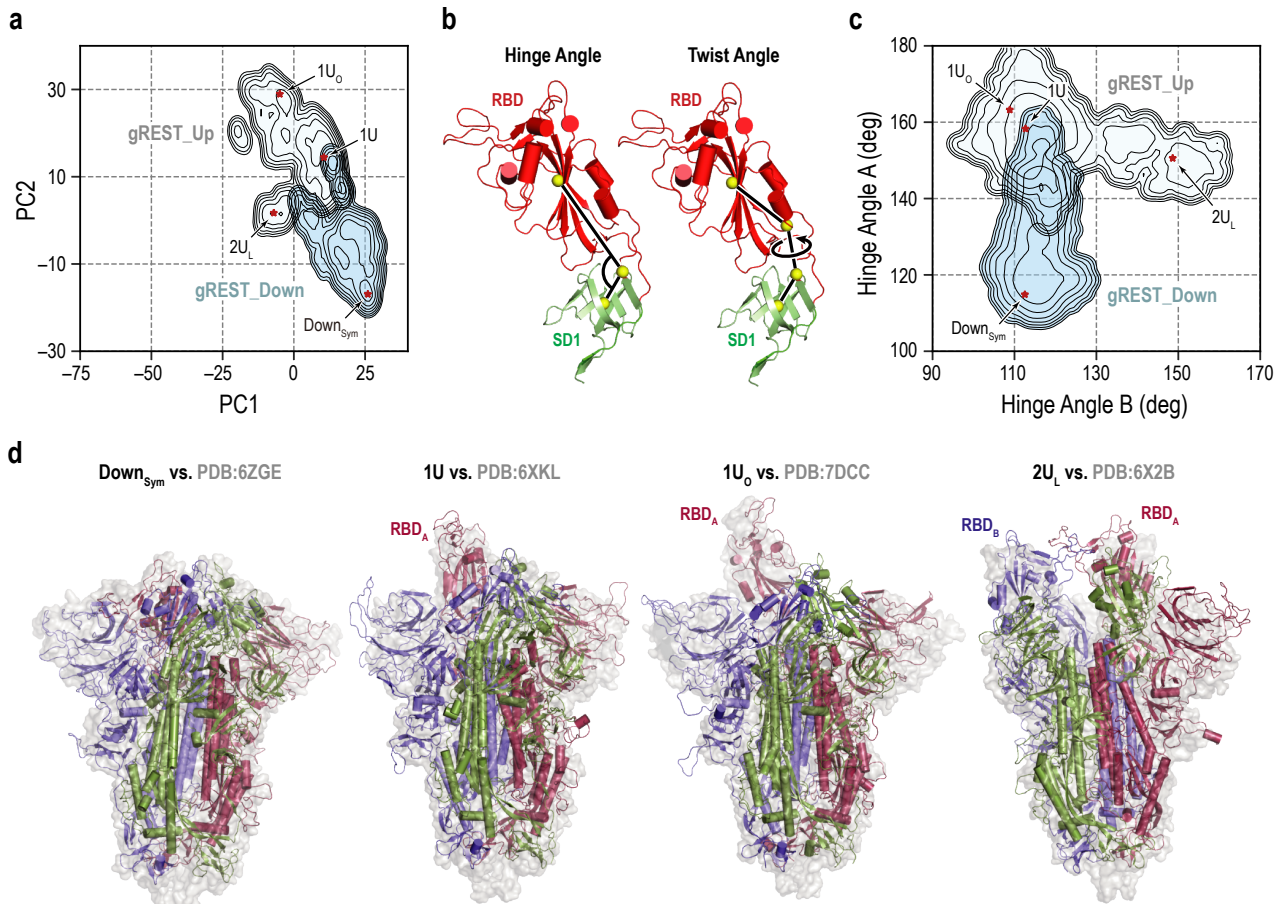 a
30
10
−10
−30
−75
−50
−25
0
25
PC2
PC1
gREST_Up
gREST_Down
1U_O
1U
2U_L
Down_Sym
b
Hinge Angle
Twist Angle
RBD
RBD
SD1
SD1
c
180
160
140
120
100
90
110
130
150
170
Hinge Angle A (deg)
Hinge Angle B (deg)
1U_O
1U
gREST_Up
2U_L
gREST_Down
Down_Sym
d
Down_Sym vs. PDB:6ZGE
1U vs. PDB:6XKL
1U_O vs. PDB:7DCC
2U_L vs. PDB:6X2B
RBD_A
RBD_A
RBD_B
RBD_A